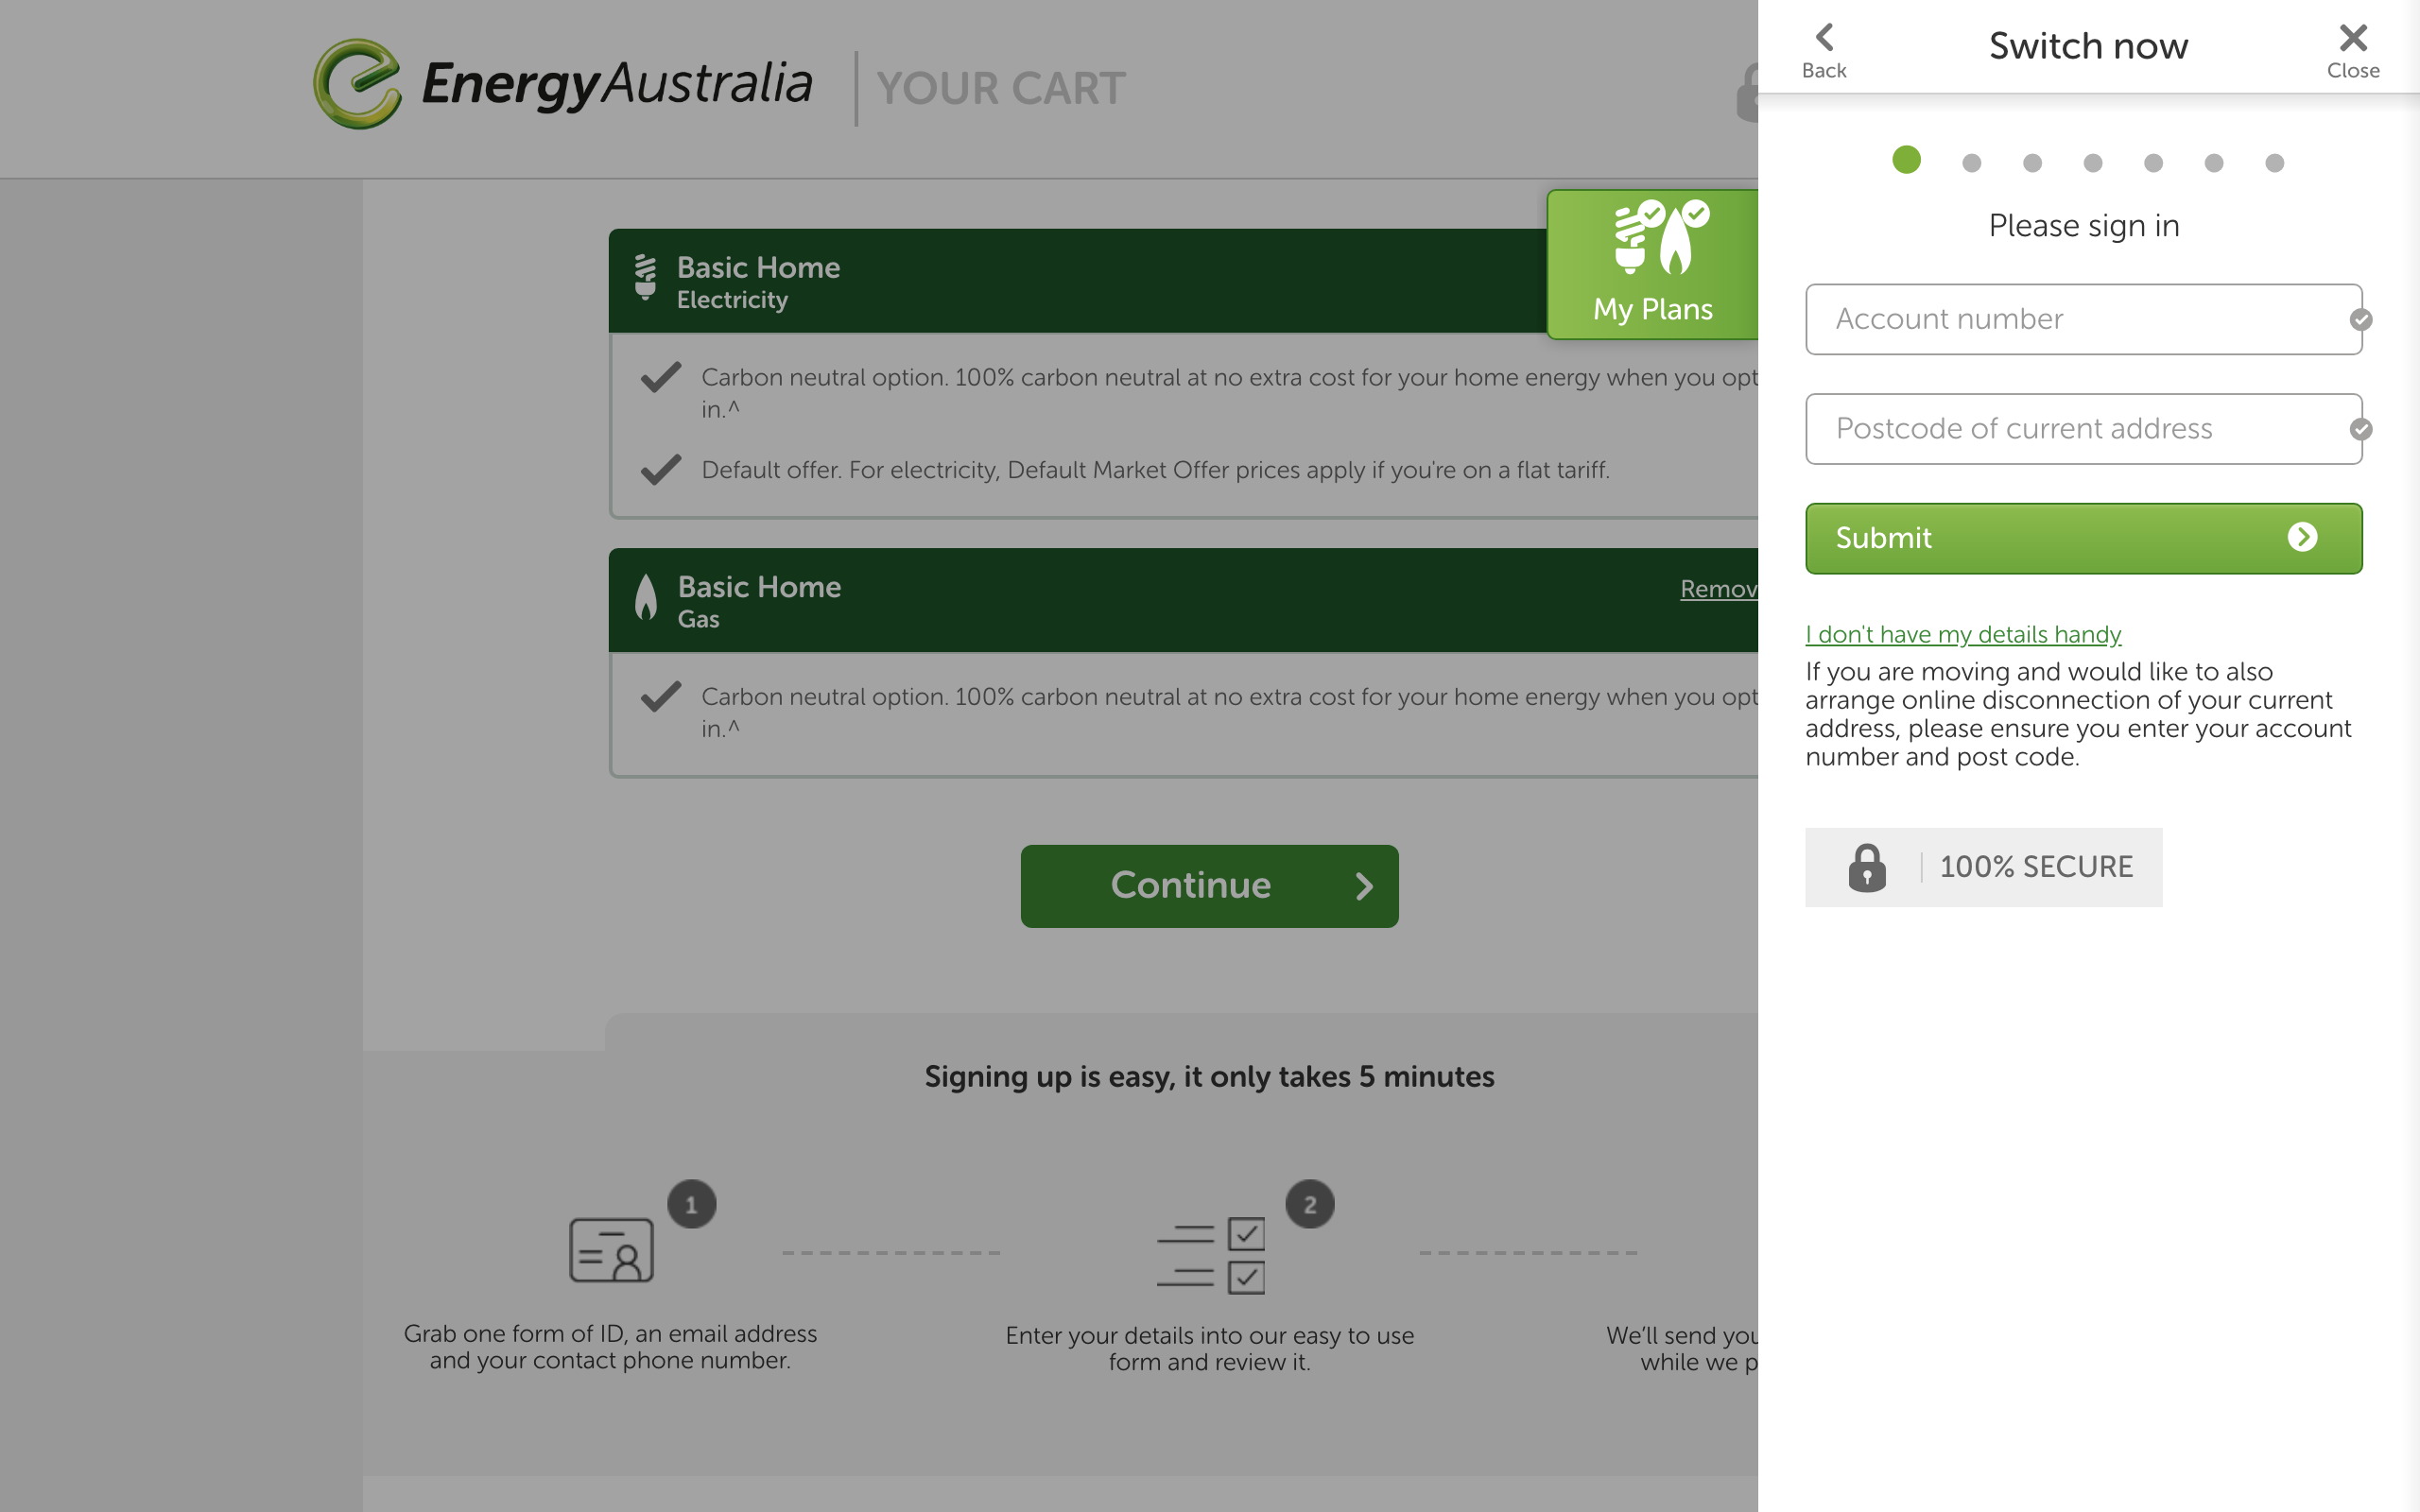 EnergyAustralia
YOUR CART
Basic Home
Electricity
My Plans
Carbon neutral option. 100% carbon neutral at no extra cost for your home energy when you opt
in.^
Default offer. For electricity, Default Market Offer prices apply if you're on a flat tariff.
Basic Home
Gas
Remov
Carbon neutral option. 100% carbon neutral at no extra cost for your home energy when you opt
in.^
Continue
Signing up is easy, it only takes 5 minutes
1
Grab one form of ID, an email address
and your contact phone number.
2
Enter your details into our easy to use
form and review it.
We'll send you
while we p
Back
Switch now
Close
Please sign in
Account number
Postcode of current address
Submit
I don't have my details handy
If you are moving and would like to also
arrange online disconnection of your current
address, please ensure you enter your account
number and post code.
100% SECURE